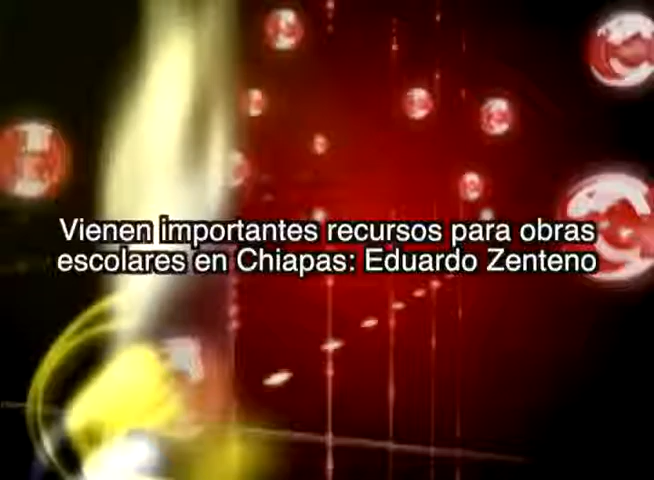 Vienen importantes recursos para obras
escolares en Chiapas: Eduardo Zenteno